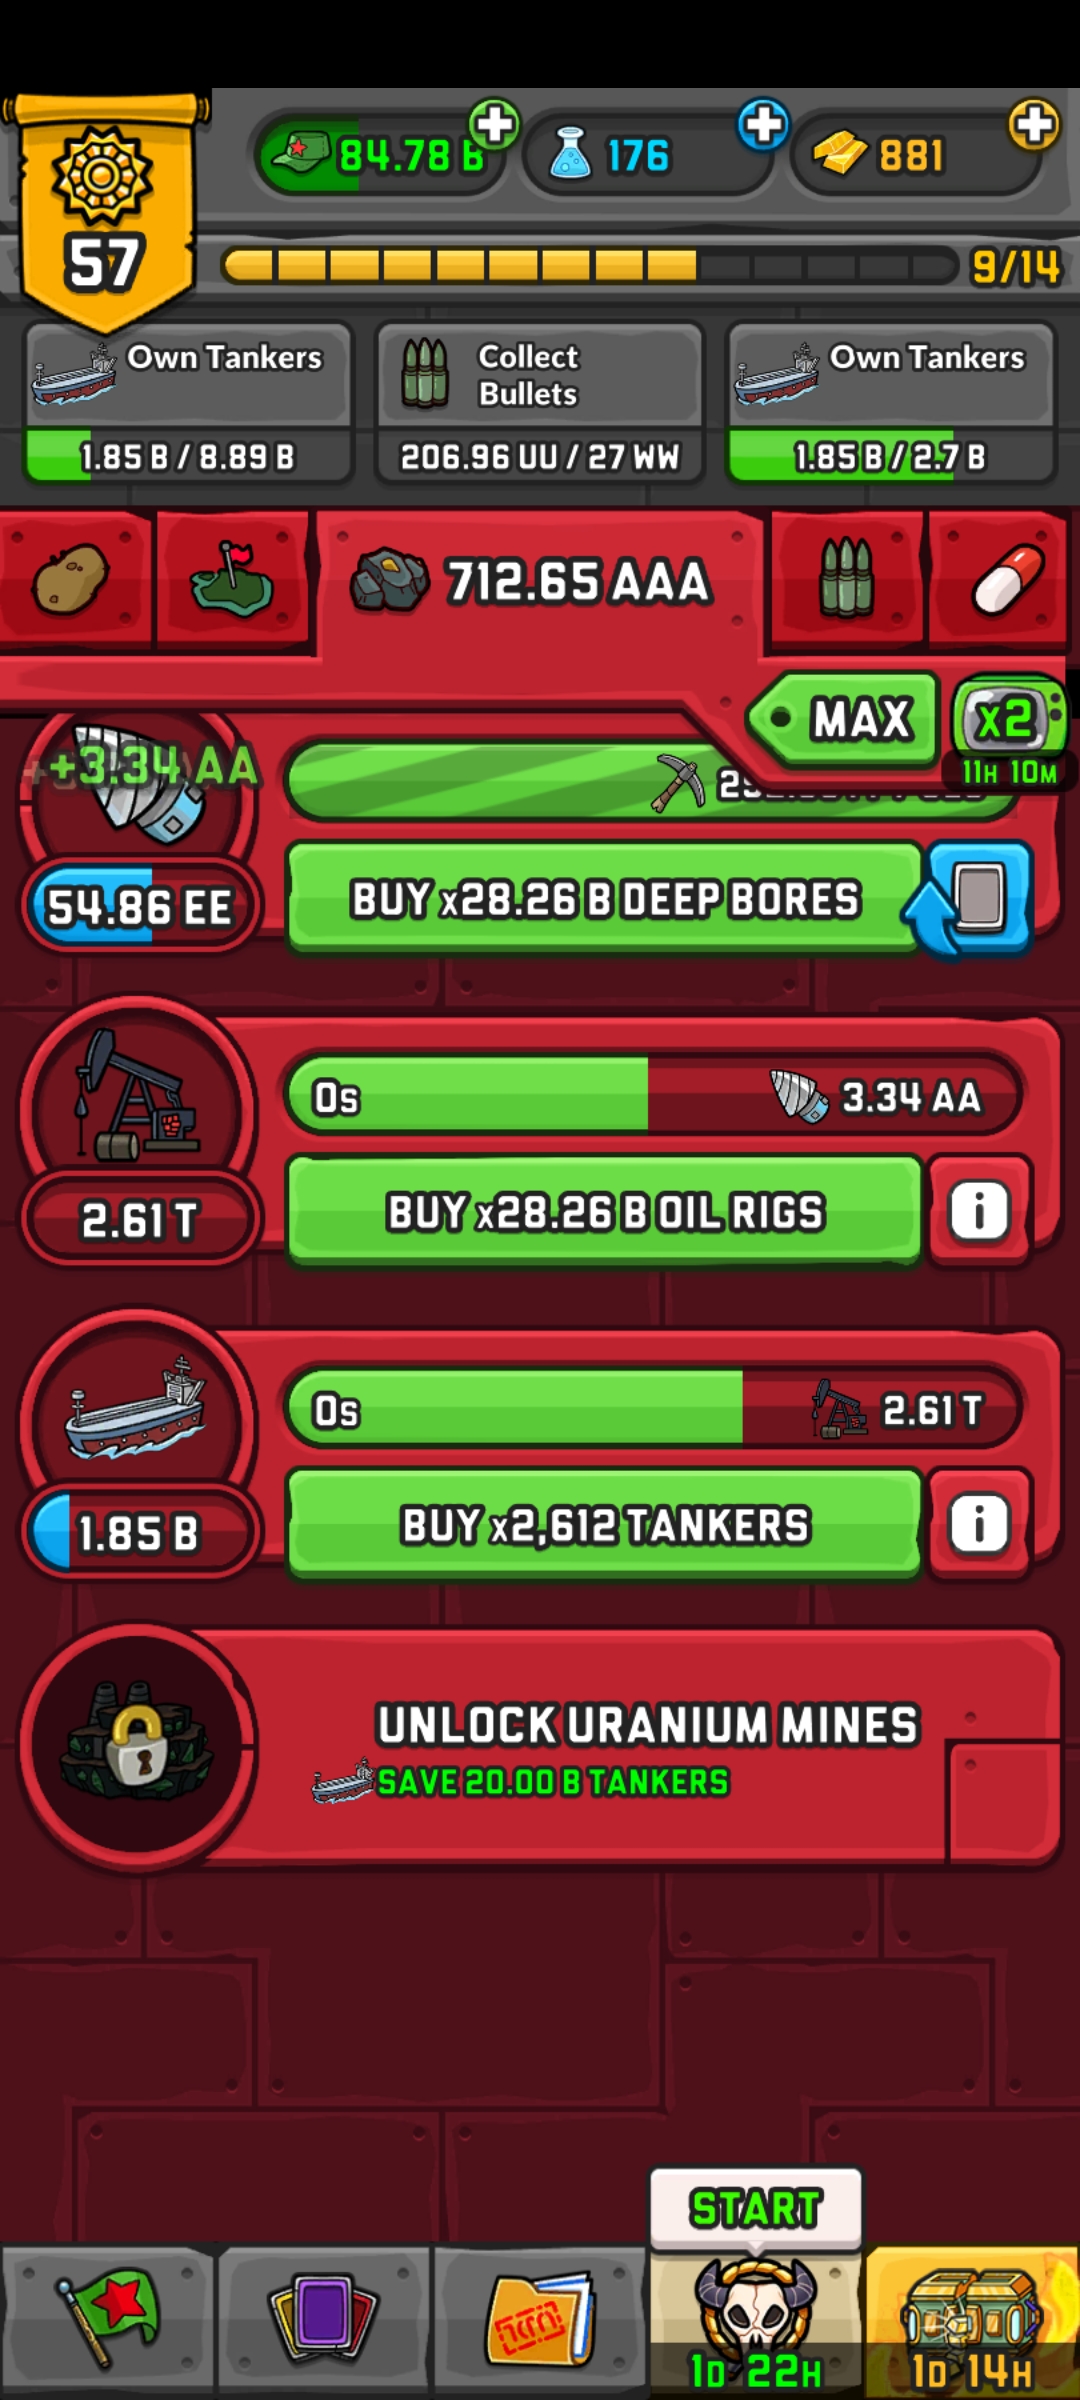 84.78 B
176
881
57
9/14
Own Tankers
1.85 B / 8.89 B
Collect
Bullets
206.96 UU / 27 WW
Own Tankers
1.85 B / 2.7 B
712.65 AAA
MAX
x2
11H 10M
+3.34 AA
54.86 EE
BUY x28.26 B DEEP BORES
0s
3.34 AA
2.61 T
BUY x28.26 B OIL RIGS
i
0s
2.61 T
1.85 B
BUY x2,612 TANKERS
i
UNLOCK URANIUM MINES
SAVE 20.00 B TANKERS
START
1D 22H
1D 14H